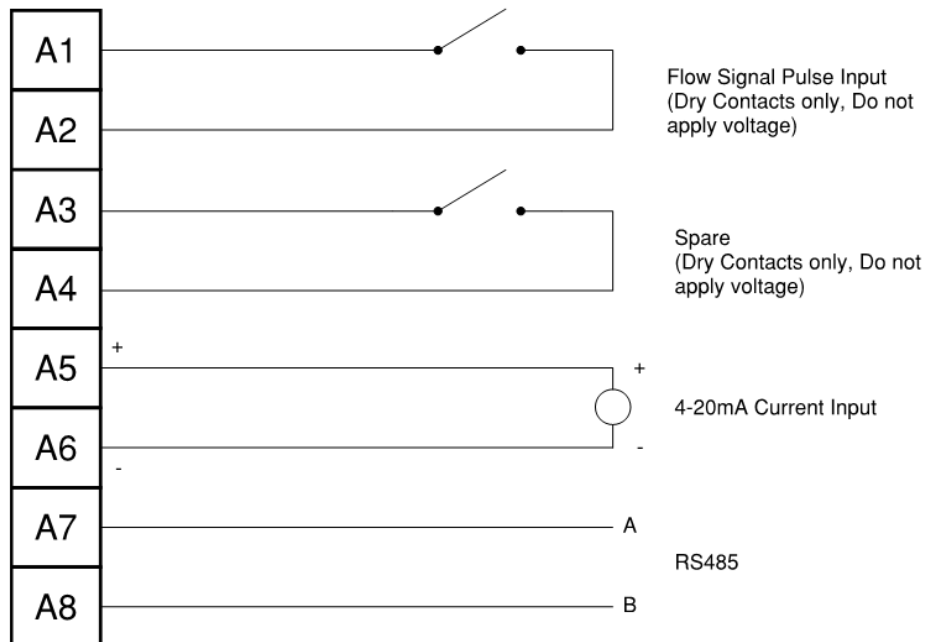 A1
Flow Signal Pulse Input
(Dry Contacts only, Do not
apply voltage)
A2
A3
Spare
(Dry Contacts only, Do not
apply voltage)
A4
+
A5
+
4-20mA Current Input
A6
-
-
A7
A
RS485
A8
B